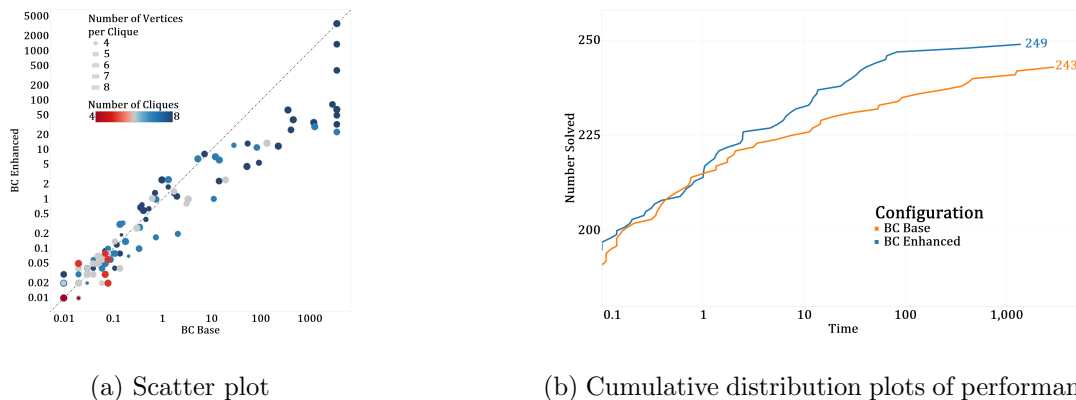 Number of Vertices
per Clique
4
5
6
7
8
Number of Cliques
4 8
5000
2000
1000
500
200
100
50
20
10
5
2
1
0.5
0.2
0.1
0.05
0.02
0.01
BC Enhanced
0.01 0.1 1 10 100 1000
BC Base
(a) Scatter plot
250
225
200
Number Solved
249
243
Configuration
BC Base
BC Enhanced
0.1 1 10 100 1,000
Time
(b) Cumulative distribution plots of performan